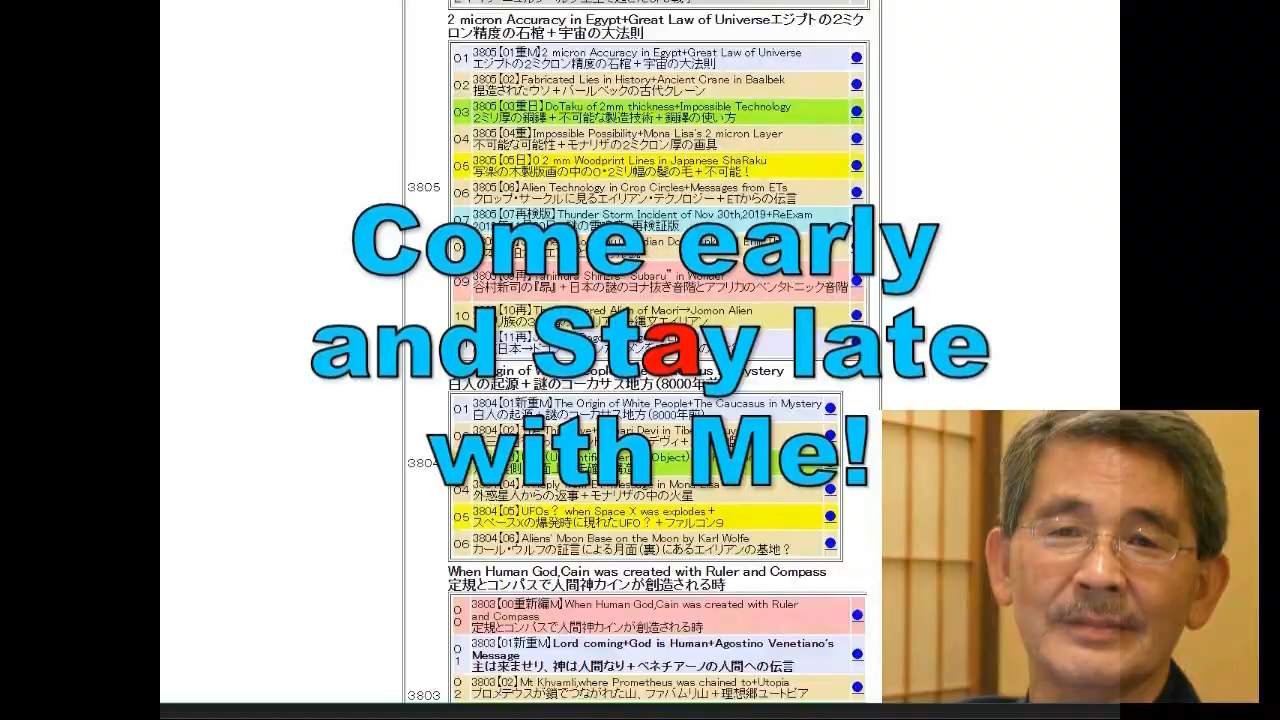 2 micron Accuracy in Egypt+Great Law of Universeエジプトの2ミク
ロン精度の石棺＋宇宙の大法則
01 3805【01重M】2 micron Accuracy in Egypt+Great Law of Universe
エジプトの2ミクロン精度の石棺＋宇宙の大法則
02 3805【02】Fabricated Lies in History+Ancient Crane in Baalbek
捏造されたウソ＋バールベックの古代クレーン
03 3805【03重日】DoTaku of 2mm thickness+Impossible Technology
2ミリ厚の銅鐸＋不可能な製造技術＋銅鐸の使い方
04 3805【04重】Impossible Possibility+Mona Lisa's 2 micron Layer
不可能な可能性＋モナリザの2ミクロン厚の画具
05 3805【05日】0.2 mm Woodprint Lines in Japanese ShaRaku
写楽の木製版画の中の0・2ミリ幅の髪の毛＋不可能！
3805
06 3805【06】Alien Technology in Crop Circles+Messages from ETs
クロップ・サークルに見るエイリアン・テクノロジー＋ETからの伝言
3805【07再検版】Thunder Storm Incident of Nov 30th,2019+ReExam
Come early
09 "Subaru" in Wonder
谷村新司の『昴』＋日本の謎のヨナ抜き音階とアフリカのペンタトニック音階
10 【10再】 Alien of Maori→Jomon Alien
and Stay late
白人の起源＋謎のコーカサス地方(8000年前)
01 3804【01新重M】The Origin of White People+The Caucasus in Mystery
白人の起源＋謎のコーカサス地方(8000年前)
with Me!
3804
04 in Mona Lisa
外惑星人からの返事＋モナリザの中の火星
05 3804【05】UFOs？ when Space X was explodes＋
スペースXの爆発時に現れたUFO？＋ファルコン9
06 3804【06】Aliens' Moon Base on the Moon by Karl Wolfe
カール・ウルフの証言による月面(裏)にあるエイリアンの基地？
When Human God,Cain was created with Ruler and Compass
定規とコンパスで人間神カインが創造される時
00 3803【00重新編M】When Human God,Cain was created with Ruler
and Compass
定規とコンパスで人間神カインが創造される時
01 3803【01新重M】Lord coming+God is Human+Agostino Venetiano's
Message
主は来ませり、神は人間なり＋ベネチアーノの人間への伝言
3803
02 3803【02】Mt Khvamli,where Prometheus was chained to+Utopia
プロメテウスが鎖でつながれた山、ファバムリ山＋理想郷ユートピア